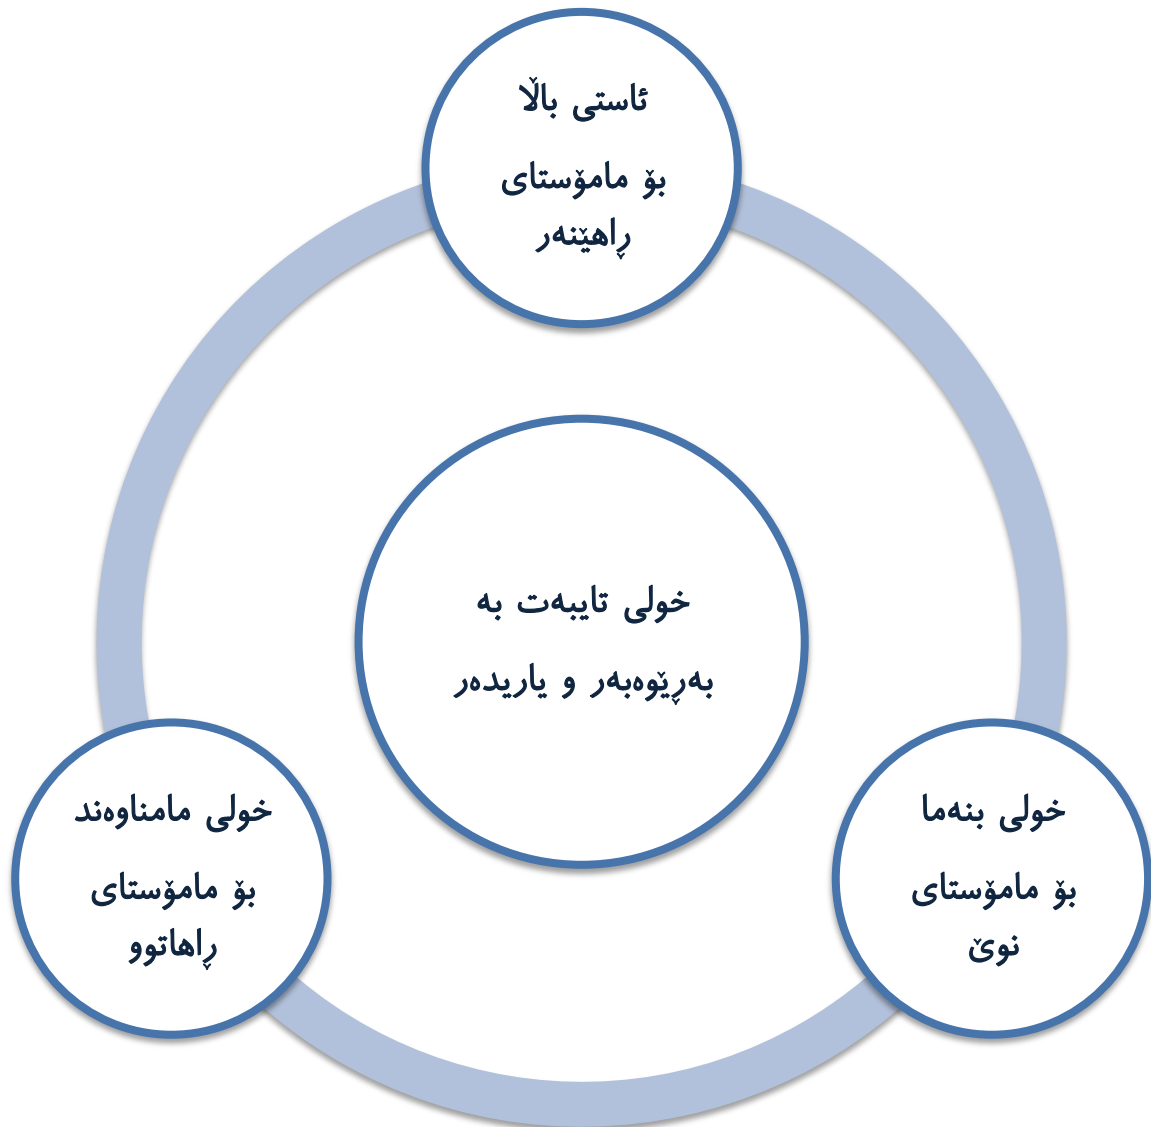 ئاستی باڵا
بۆ مامۆستای
ڕاهێنەر
خولی تایبەت بە
بەڕێوەبەر و یاریدەر
خولی بنەما
بۆ مامۆستای
نوێ
خولی مامناوەند
بۆ مامۆستای
ڕاهاتوو